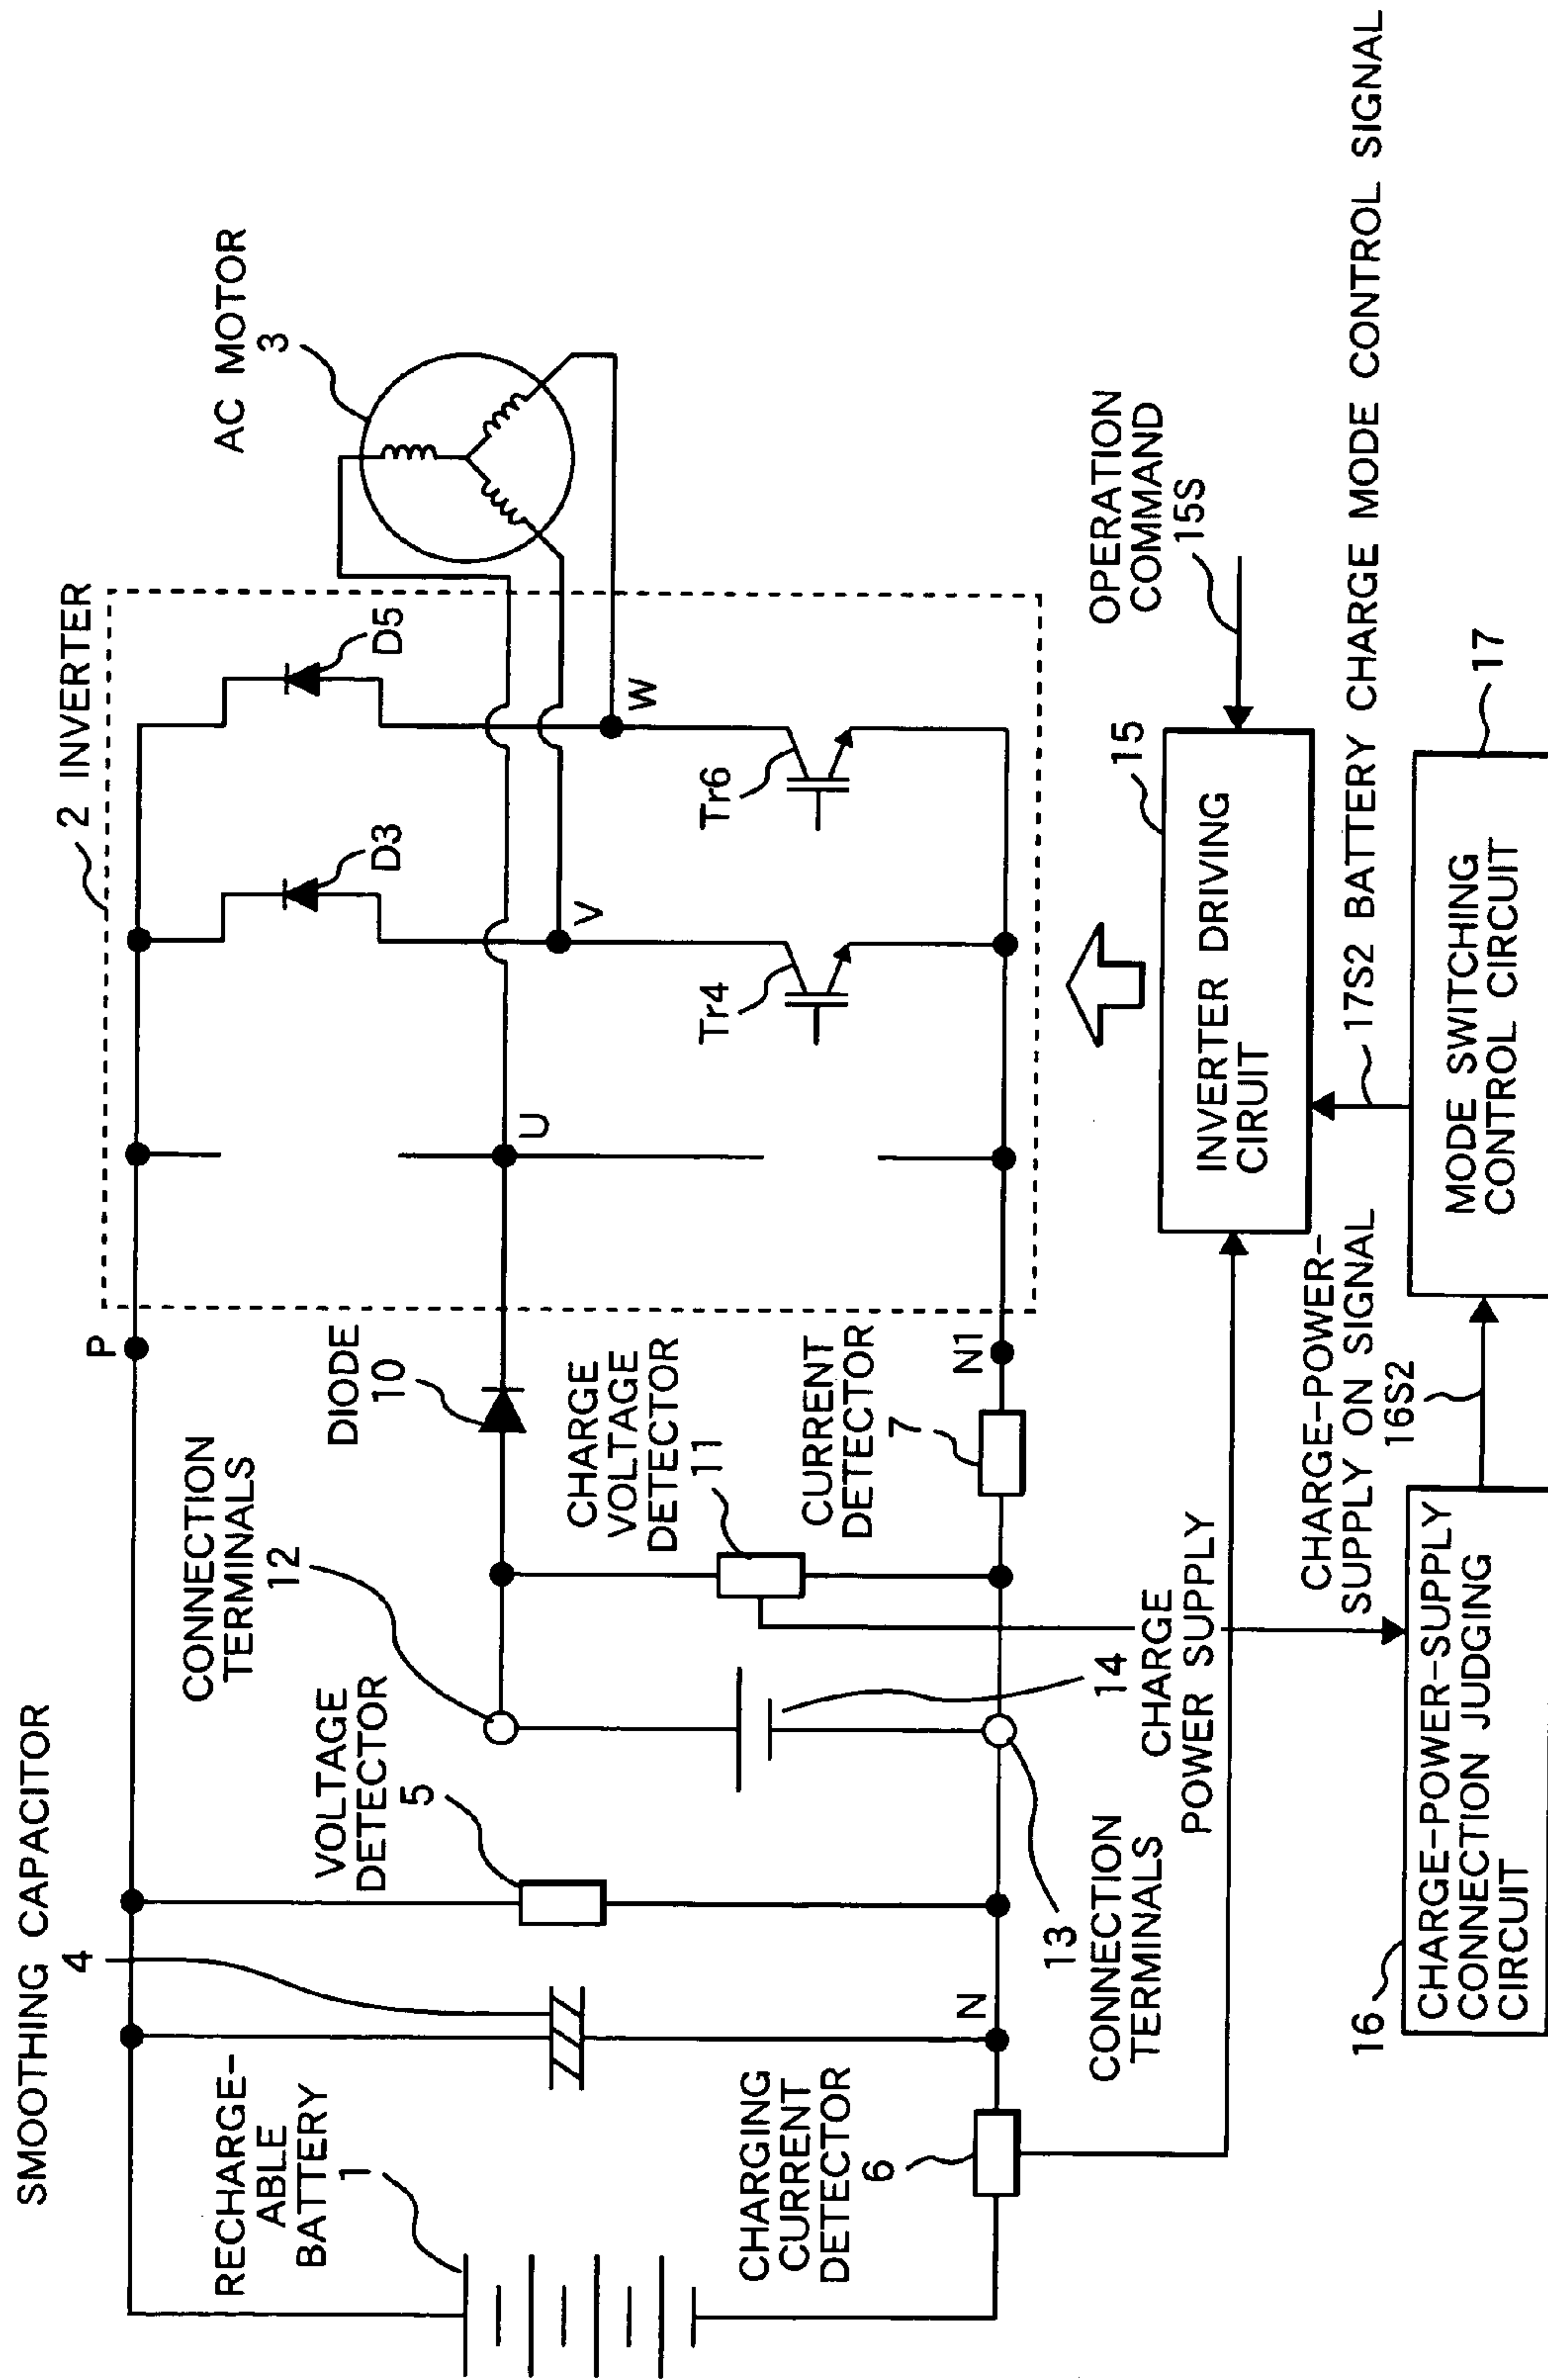 SMOOTHING CAPACITOR
4
RECHARGE-
ABLE
BATTERY
1
CHARGING
CURRENT
DETECTOR
6
N
VOLTAGE
DETECTOR
5
CONNECTION
TERMINALS
12
13
CONNECTION
TERMINALS
14
CHARGE
POWER SUPPLY
DIODE
10
CHARGE
VOLTAGE
DETECTOR
11
CURRENT
DETECTOR
7
P
N1
2 INVERTER
U
D3
V
Tr4
D5
W
Tr6
AC MOTOR
3
OPERATION
COMMAND
15S
15
INVERTER DRIVING
CIRUIT
17S2 BATTERY CHARGE MODE CONTROL SIGNAL
CHARGE-POWER-
SUPPLY ON SIGNAL
16S2
16
CHARGE-POWER-SUPPLY
CONNECTION JUDGING
CIRCUIT
MODE SWITCHING
CONTROL CIRCUIT
17